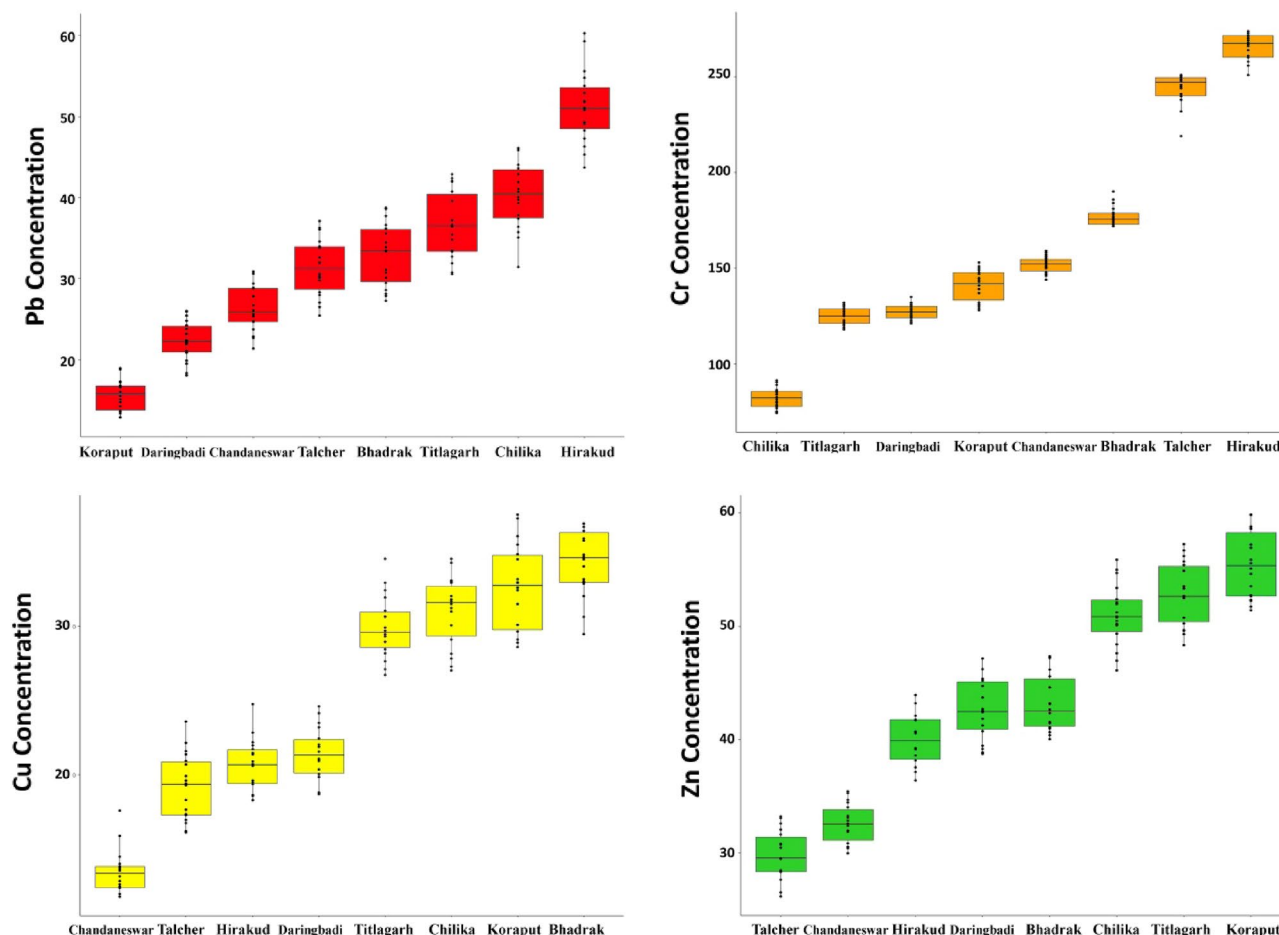 Pb Concentration
60
50
40
30
20
Koraput Daringbadi Chandaneswar Talcher Bhadrak Titlagarh Chilika Hirakud
Cr Concentration
250
200
150
100
Chilika Titlagarh Daringbadi Koraput Chandaneswar Bhadrak Talcher Hirakud
Cu Concentration
30
20
Chandaneswar Talcher Hirakud Daringbadi Titlagarh Chilika Koraput Bhadrak
Zn Concentration
60
50
40
30
Talcher Chandaneswar Hirakud Daringbadi Bhadrak Chilika Titlagarh Koraput